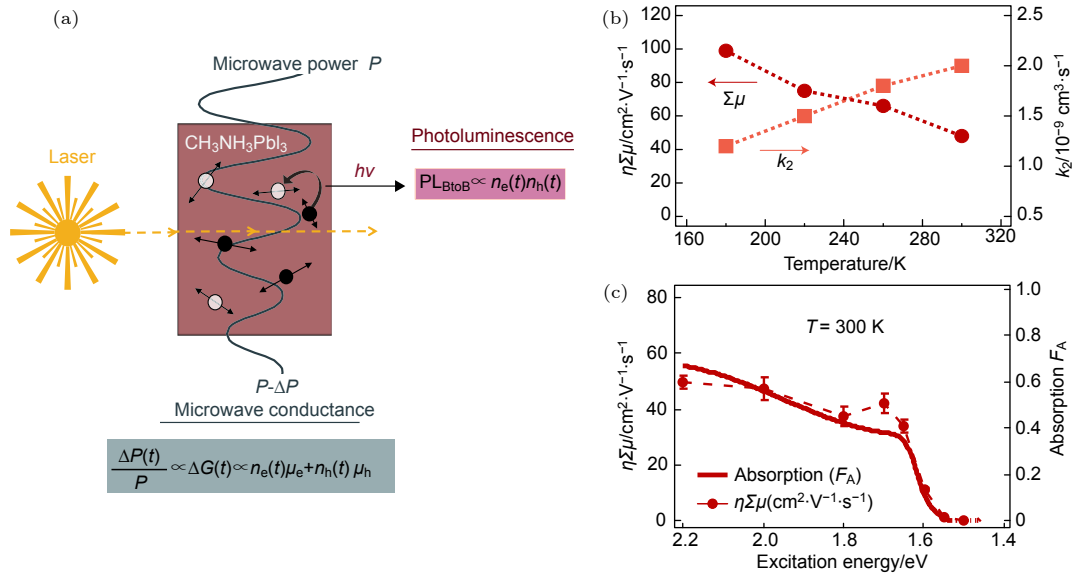 (a)
Microwave power P
CH₃NH₃PbI₃
Laser
hν
Photoluminescence
PL_BtoB∝ nₑ(t)nₕ(t)
P-ΔP
Microwave conductance
ΔP(t)
P
∝ΔG(t)∝nₑ(t)μₑ+nₕ(t) μₕ
(b)
ηΣμ/cm²·V⁻¹·s⁻¹
120
100
80
60
40
20
0
Σμ
k₂
2.5
2.0
1.5
1.0
0.5
k₂/10⁻⁹ cm³·s⁻¹
160 200 240 280 320
Temperature/K
(c)
ηΣμ/cm²·V⁻¹·s⁻¹
80
60
40
20
0
T = 300 K
Absorption (F_A)
ηΣμ(cm²·V⁻¹·s⁻¹)
1.0
0.8
0.6
0.4
0.2
0
Absorption F_A
2.2 2.0 1.8 1.6 1.4
Excitation energy/eV